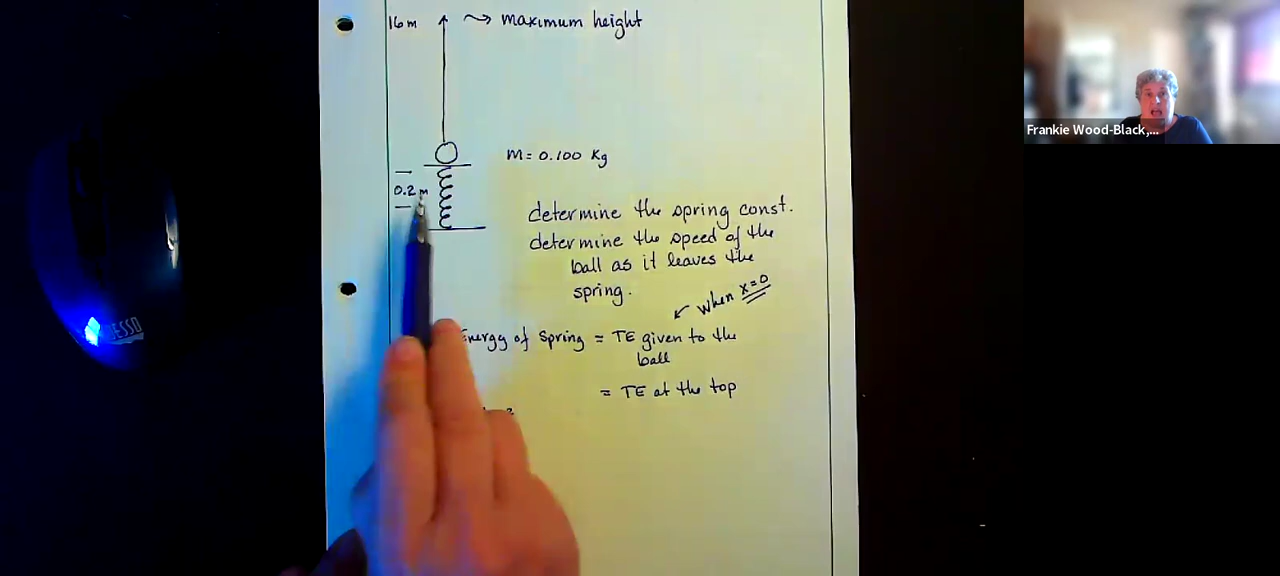 16m → maximum height
m = 0.100 Kg
0.2m
determine the spring const.
determine the speed of the
ball as it leaves the
spring.
when x=0
Energy of Spring = TE given to the
ball
= TE at the top
Frankie Wood-Black,...